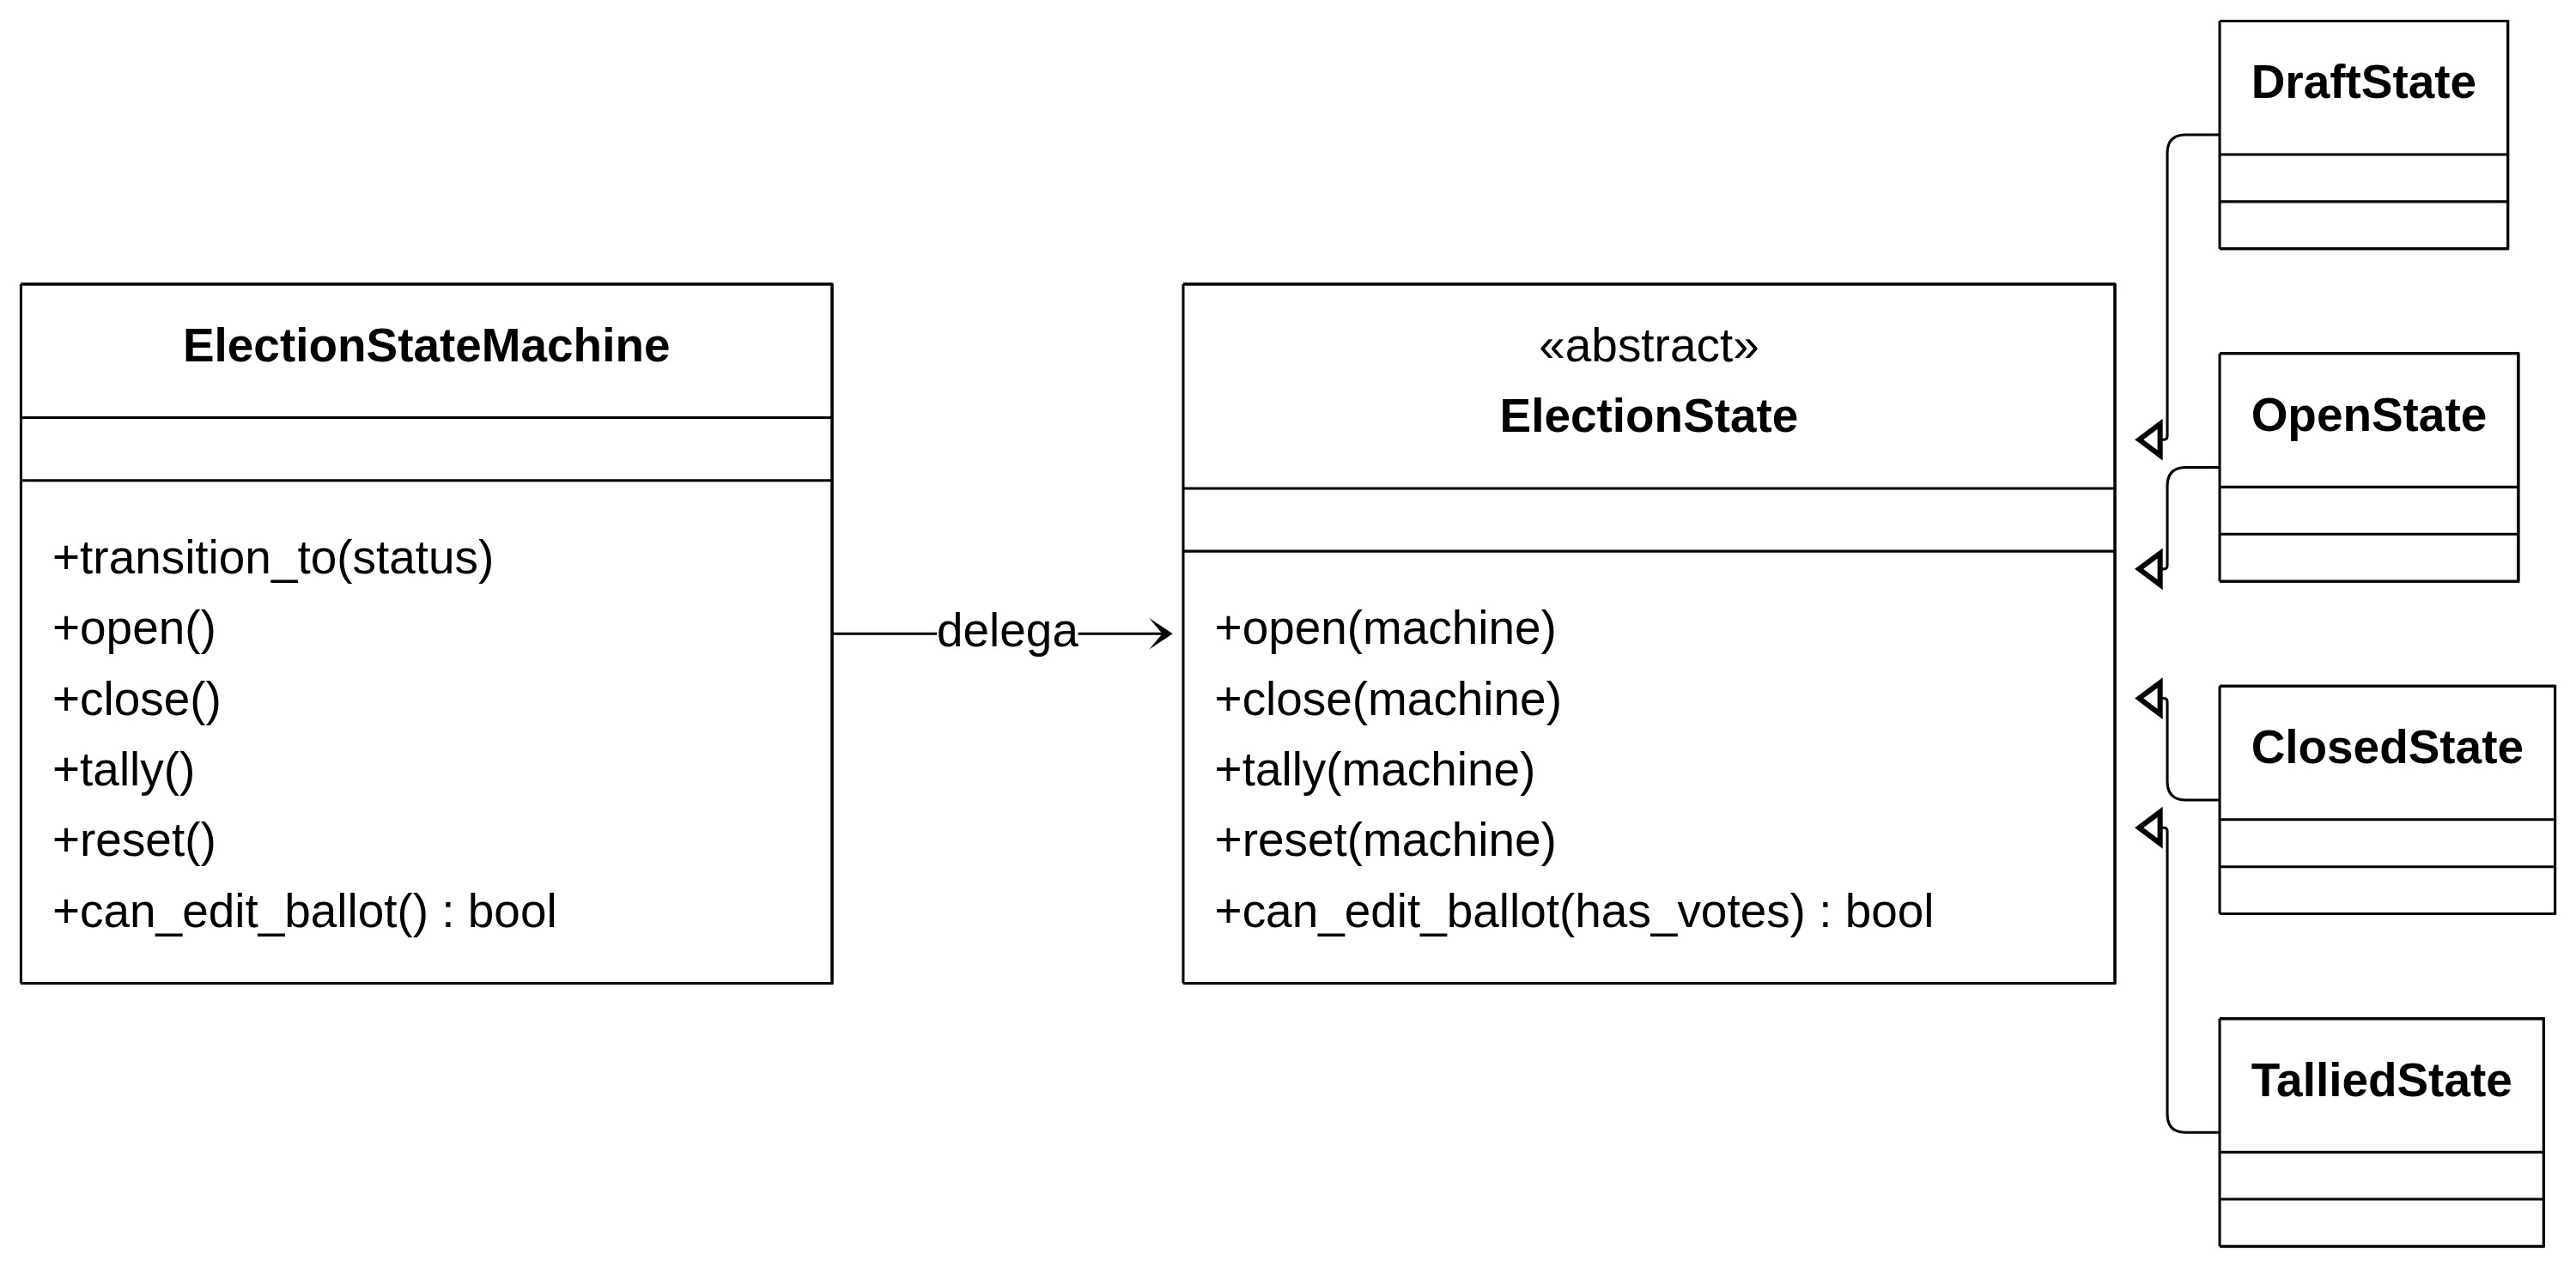 ElectionStateMachine
+transition_to(status)
+open()
+close()
+tally()
+reset()
+can_edit_ballot() : bool
delega
«abstract»
ElectionState
+open(machine)
+close(machine)
+tally(machine)
+reset(machine)
+can_edit_ballot(has_votes) : bool
DraftState
OpenState
ClosedState
TalliedState